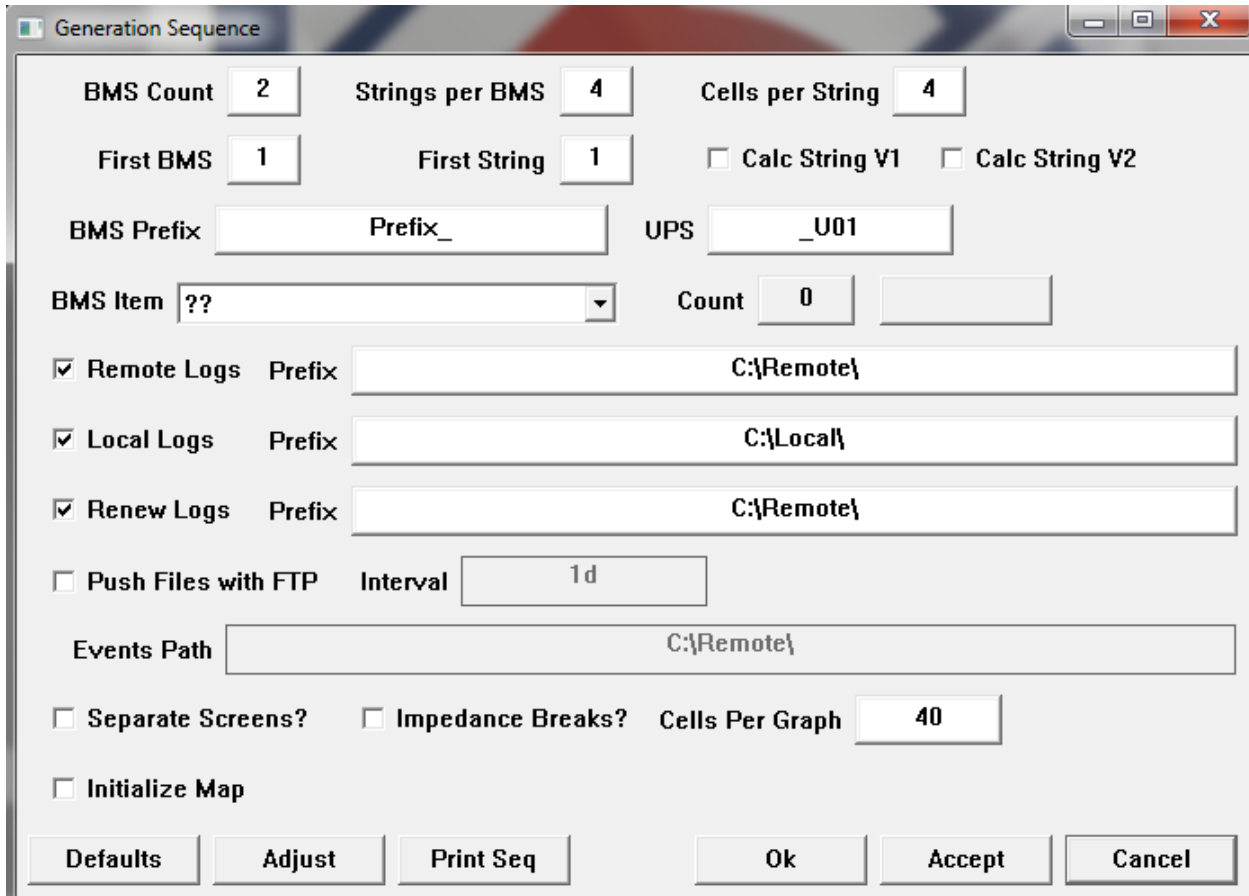 Generation Sequence
BMS Count 2 Strings per BMS 4 Cells per String 4
First BMS 1 First String 1 Calc String V1 Calc String V2
BMS Prefix Prefix_ UPS _U01
BMS Item ?? Count 0
Remote Logs Prefix C:\Remote\
Local Logs Prefix C:\Local\
Renew Logs Prefix C:\Remote\
Push Files with FTP Interval 1d
Events Path C:\Remote\
Separate Screens? Impedance Breaks? Cells Per Graph 40
Initialize Map
Defaults Adjust Print Seq Ok Accept Cancel